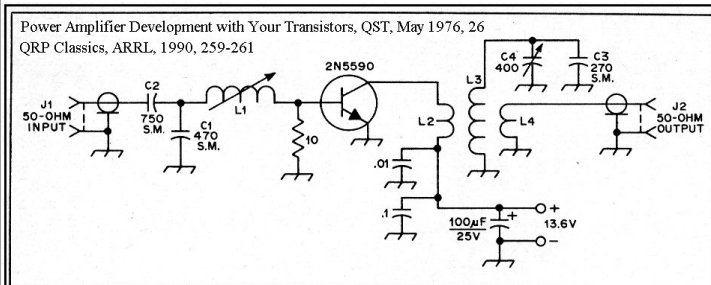 Power Amplifier Development with Your Transistors, QST, May 1976, 26
QRP Classics, ARRL, 1990, 259-261
2N5590
C4
400
C3
270
S.M.
L3
J1
50-OHM
INPUT
C2
750
S.M.
L1
C1
470
S.M.
10
L2
L4
J2
50-OHM
OUTPUT
.01
.1
100µF
25V
+
+
13.6V
−